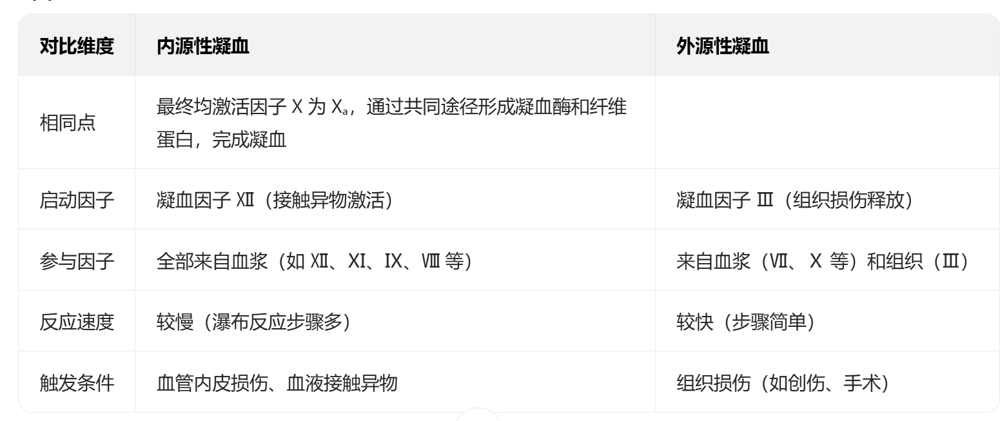 对比维度 内源性凝血 外源性凝血
相同点 最终均激活因子 X 为 Xₐ，通过共同途径形成凝血酶和纤维
蛋白，完成凝血
启动因子 凝血因子 Ⅻ（接触异物激活） 凝血因子 Ⅲ（组织损伤释放）
参与因子 全部来自血浆（如 Ⅻ、Ⅺ、Ⅸ、Ⅷ 等） 来自血浆（Ⅶ、Ⅹ 等）和组织（Ⅲ）
反应速度 较慢（瀑布反应步骤多） 较快（步骤简单）
触发条件 血管内皮损伤、血液接触异物 组织损伤（如创伤、手术）